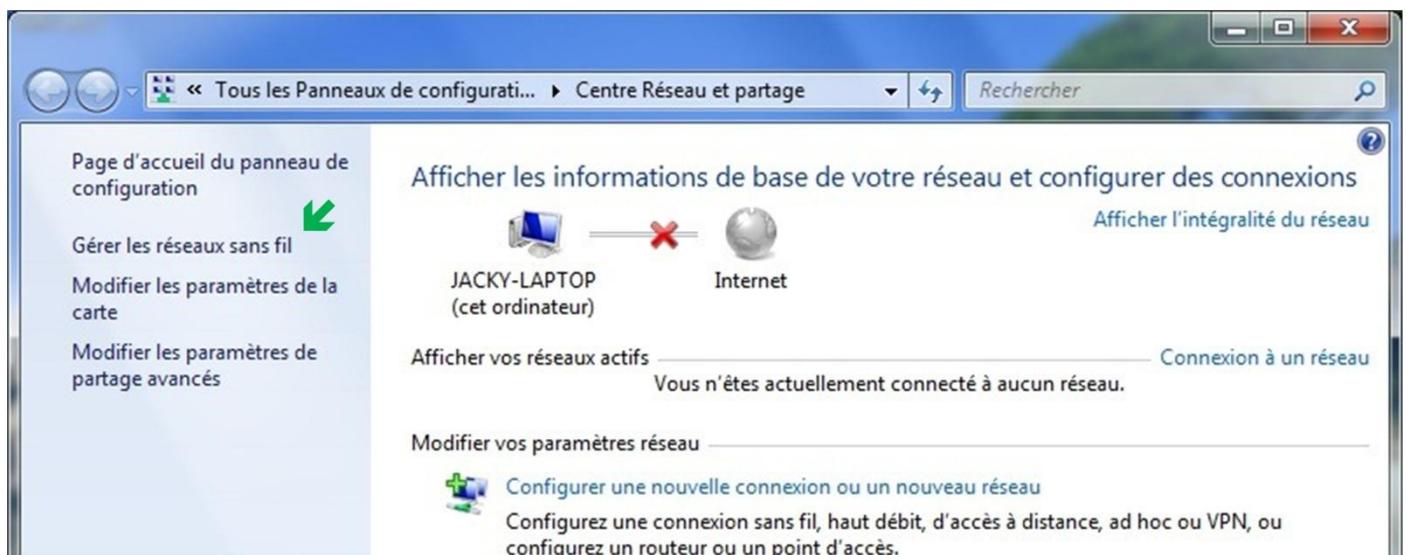 « Tous les Panneaux de configurati... ▸ Centre Réseau et partage
Rechercher
Page d'accueil du panneau de
configuration
Gérer les réseaux sans fil
Modifier les paramètres de la
carte
Modifier les paramètres de
partage avancés
Afficher les informations de base de votre réseau et configurer des connexions
Afficher l'intégralité du réseau
JACKY-LAPTOP
(cet ordinateur)
Internet
Afficher vos réseaux actifs
Connexion à un réseau
Vous n'êtes actuellement connecté à aucun réseau.
Modifier vos paramètres réseau
Configurer une nouvelle connexion ou un nouveau réseau
Configurez une connexion sans fil, haut débit, d'accès à distance, ad hoc ou VPN, ou
configurez un routeur ou un point d'accès.